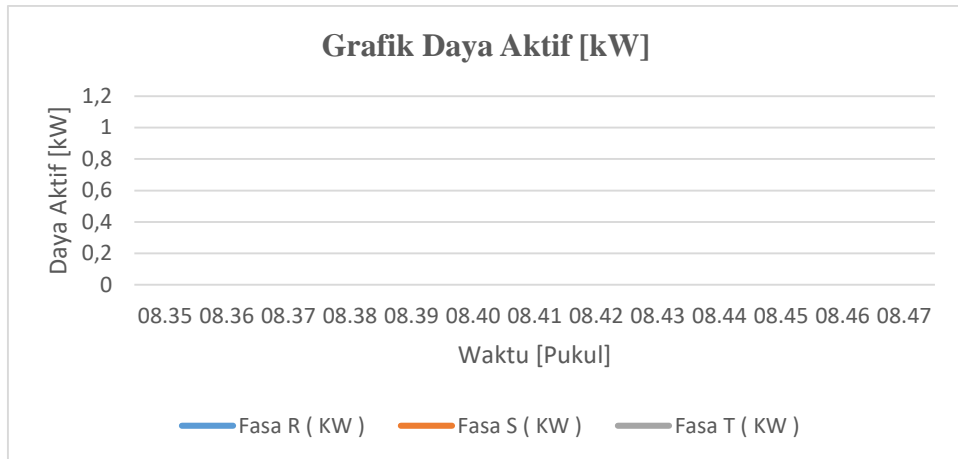 Grafik Daya Aktif [kW]
Daya Aktif [kW]
1,2
1
0,8
0,6
0,4
0,2
0
08.35 08.36 08.37 08.38 08.39 08.40 08.41 08.42 08.43 08.44 08.45 08.46 08.47
Waktu [Pukul]
Fasa R ( KW ) Fasa S ( KW ) Fasa T ( KW )